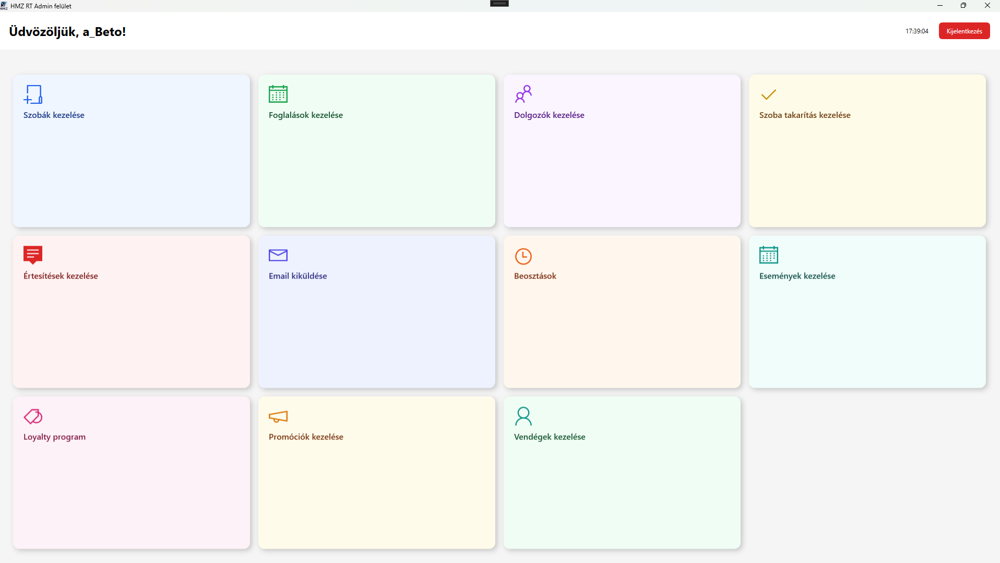 HMZ RT Admin felület
Üdvözöljük, a_Beto!
17:39:04
Kijelentkezés
Szobák kezelése
Foglalások kezelése
Dolgozók kezelése
Szoba takarítás kezelése
Értesítések kezelése
Email kiküldése
Beosztások
Események kezelése
Loyalty program
Promóciók kezelése
Vendégek kezelése